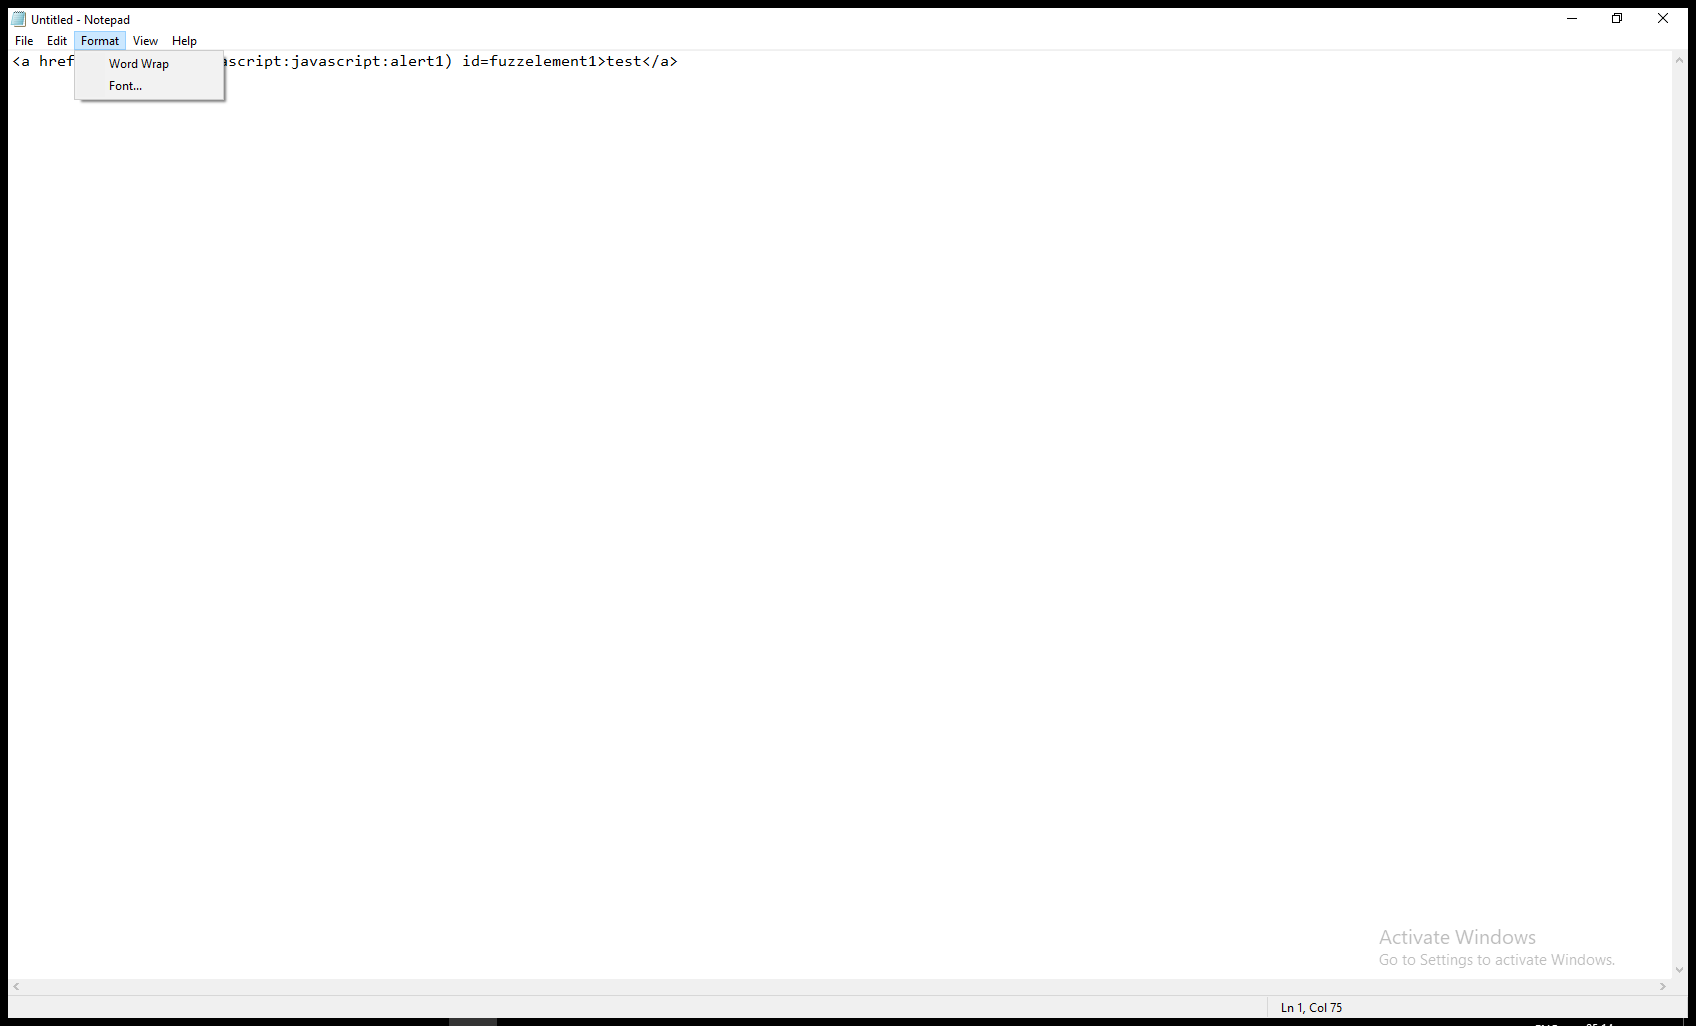 Untitled - Notepad
File Edit Format View Help
<a href script:javascript:alert1) id=fuzzelement1>test</a>
Word Wrap
Font...
Activate Windows
Go to Settings to activate Windows.
Ln 1, Col 75